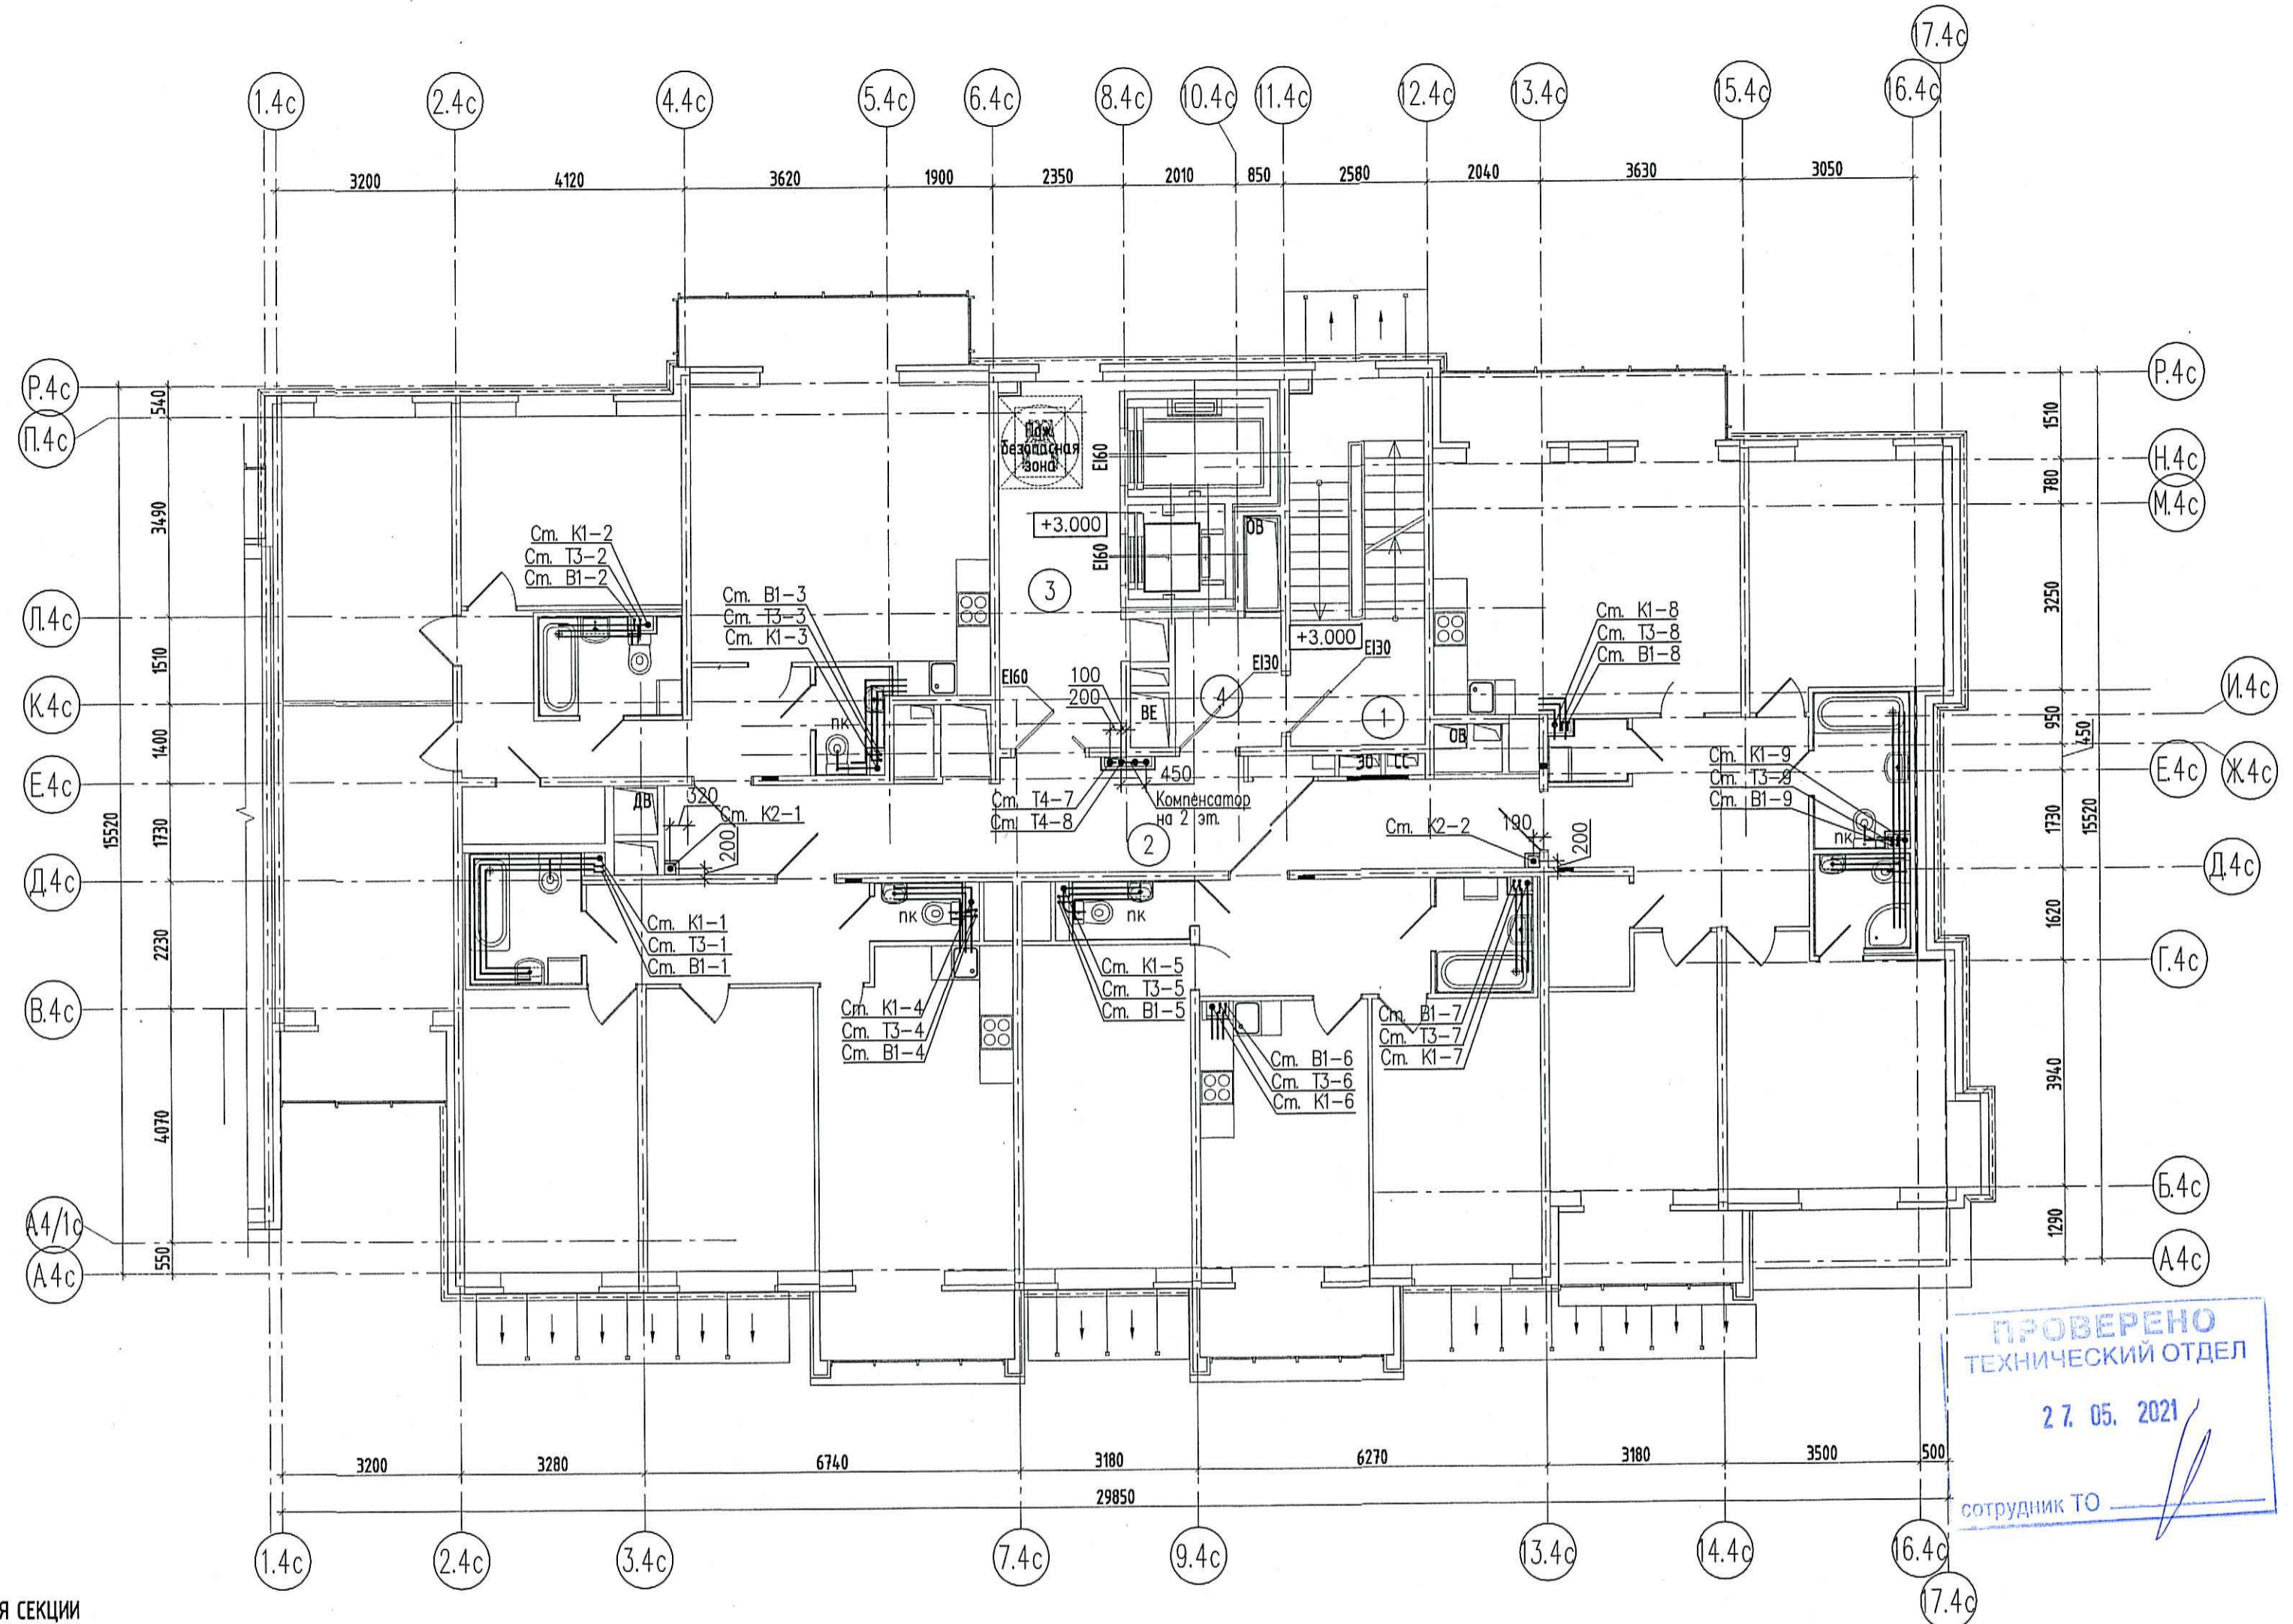 17.4с
1.4с
2.4с
4.4с
5.4с
6.4с
8.4с
10.4с
11.4с
12.4с
13.4с
15.4с
16.4с
3200
4120
3620
1900
2350
2010
850
2580
2040
3630
3050
Р.4с
П.4с
Л.4с
К.4с
Е.4с
Д.4с
В.4с
А4/1с
А.4с
540
3490
1510
1400
1730
2230
4070
550
15520
Ст. К1-2
Ст. Т3-2
Ст. В1-2
Ст. В1-3
Ст. Т3-3
Ст. К1-3
пк
Пож.
безопасная
зона
+3.000
3
EI60
EI60
EI60
ОВ
+3.000
EI30
EI30
4
1
100
200
ВЕ
450
Ст. Т4-7
Ст. Т4-8
Компенсатор
на 2 эт.
2
ЭО
СС
ОВ
ДВ
320
Ст. К2-1
200
Ст. К2-2
190
200
Ст. К1-8
Ст. Т3-8
Ст. В1-8
Ст. К1-9
Ст. Т3-9
Ст. В1-9
пк
Ст. К1-1
Ст. Т3-1
Ст. В1-1
пк
Ст. К1-4
Ст. Т3-4
Ст. В1-4
пк
Ст. К1-5
Ст. Т3-5
Ст. В1-5
Ст. В1-6
Ст. Т3-6
Ст. К1-6
Ст. В1-7
Ст. Т3-7
Ст. К1-7
1510
780
3250
950
450
1730
1620
3940
1290
15520
Р.4с
Н.4с
М.4с
И.4с
Е.4с
Ж.4с
Д.4с
Г.4с
Б.4с
А.4с
3200
3280
6740
3180
6270
3180
3500
500
29850
1.4с
2.4с
3.4с
7.4с
9.4с
13.4с
14.4с
16.4с
17.4с
ПРОВЕРЕНО
ТЕХНИЧЕСКИЙ ОТДЕЛ
27. 05. 2021
сотрудник ТО
Я СЕКЦИИ